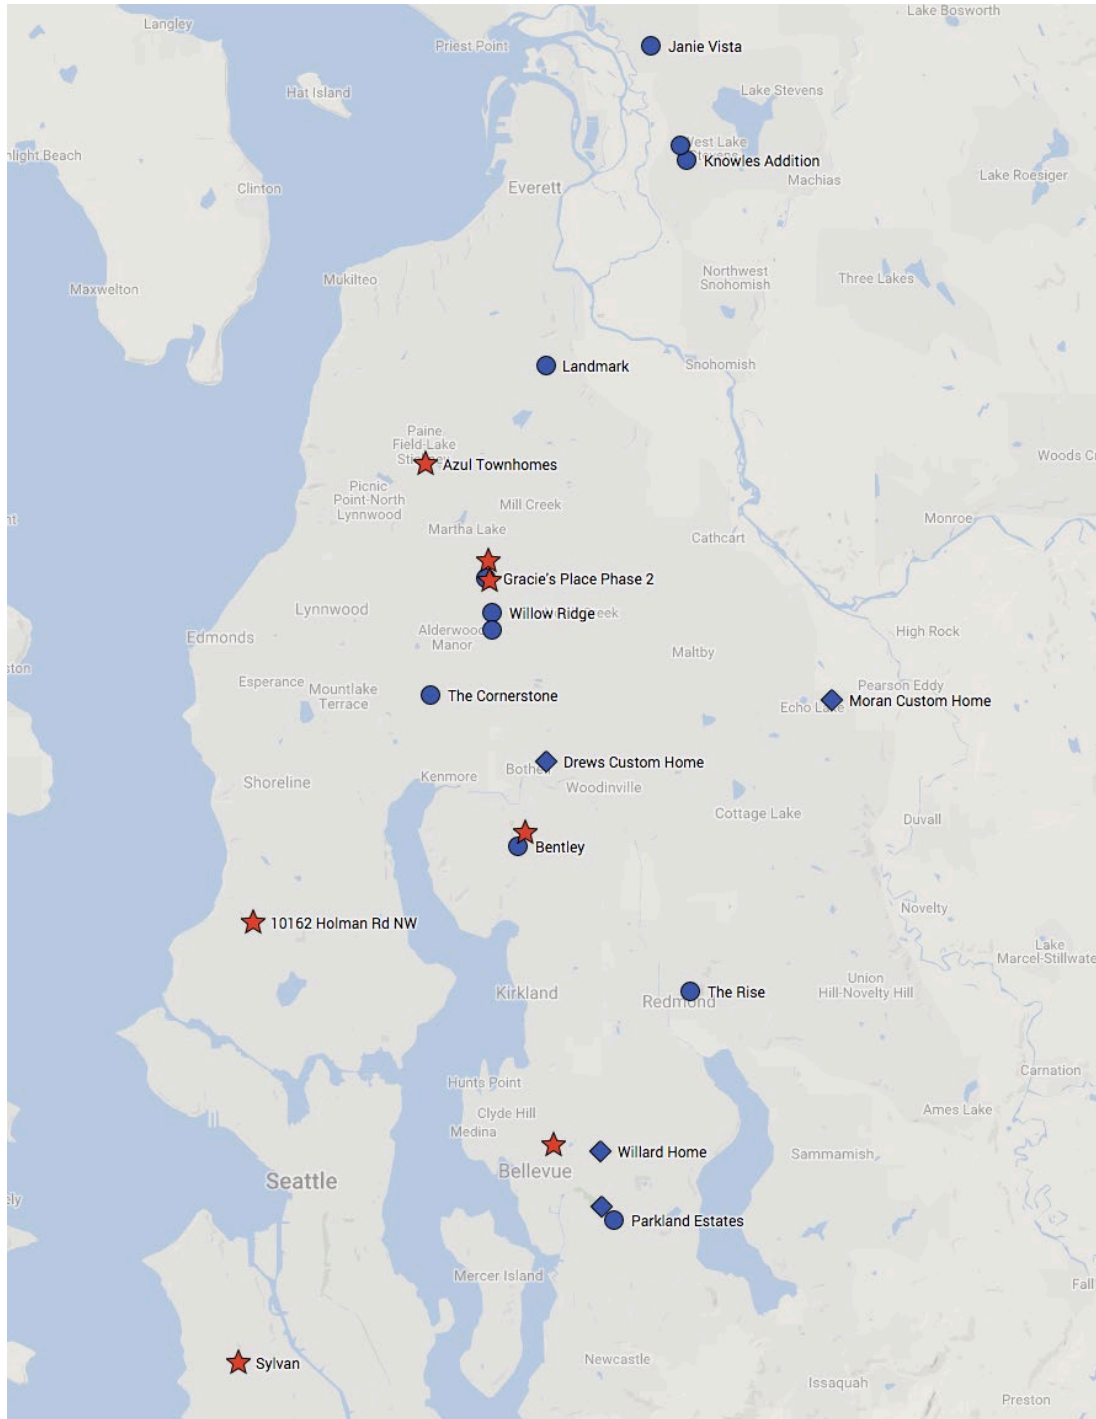 Langley
Lake Bosworth
Priest Point
Janie Vista
Hat Island
Lake Stevens
Knowles Addition
Machias
Lake Roesiger
Clinton
Everett
Mukilteo
Maxwelton
Northwest
Snohomish
Three Lakes
Landmark
Snohomish
Paine
Field-Lake
Azul Townhomes
Picnic
Point-North
Lynnwood
Mill Creek
Martha Lake
Cathcart
Monroe
Gracie's Place Phase 2
Lynnwood
Willow Ridge
Edmonds
Alderwood
Manor
High Rock
Maltby
Esperance
Mountlake
Terrace
The Cornerstone
Pearson Eddy
Echo Lake
Moran Custom Home
Drews Custom Home
Kenmore
Shoreline
Woodinville
Cottage Lake
Duvall
Bentley
10162 Holman Rd NW
Novelty
Lake
Marcel-Stillwate
Union
Hill-Novelty Hill
Kirkland
Redmond
The Rise
Hunts Point
Carnation
Clyde Hill
Medina
Ames Lake
Bellevue
Willard Home
Sammamish
Seattle
Parkland Estates
Mercer Island
Fall
Sylvan
Newcastle
Issaquah
Preston